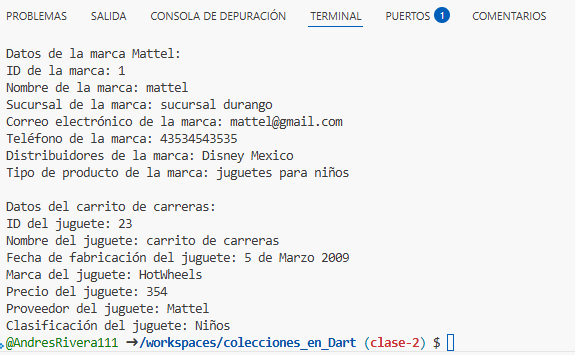 PROBLEMAS SALIDA CONSOLA DE DEPURACIÓN TERMINAL PUERTOS 1 COMENTARIOS
Datos de la marca Mattel:
ID de la marca: 1
Nombre de la marca: mattel
Sucursal de la marca: sucursal durango
Correo electrónico de la marca: mattel@gmail.com
Teléfono de la marca: 43534543535
Distribuidores de la marca: Disney Mexico
Tipo de producto de la marca: juguetes para niños
Datos del carrito de carreras:
ID del juguete: 23
Nombre del juguete: carrito de carreras
Fecha de fabricación del juguete: 5 de Marzo 2009
Marca del juguete: HotWheels
Precio del juguete: 354
Proveedor del juguete: Mattel
Clasificación del juguete: Niños
@AndresRivera111 ➜/workspaces/colecciones_en_Dart (clase-2) $